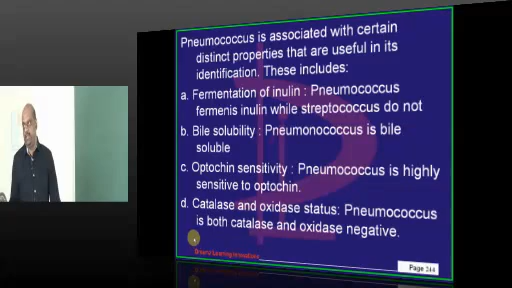 Pneumococcus is associated with certain
distinct properties that are useful in its
identification. These includes:
a. Fermentation of inulin : Pneumococcus
fermenis inulin while streptococcus do not
b. Bile solubility : Pneumonococcus is bile
soluble
c. Optochin sensitivity : Pneumococcus is highly
sensitive to optochin.
d. Catalase and oxidase status: Pneumococcus
is both catalase and oxidase negative.
Page 244